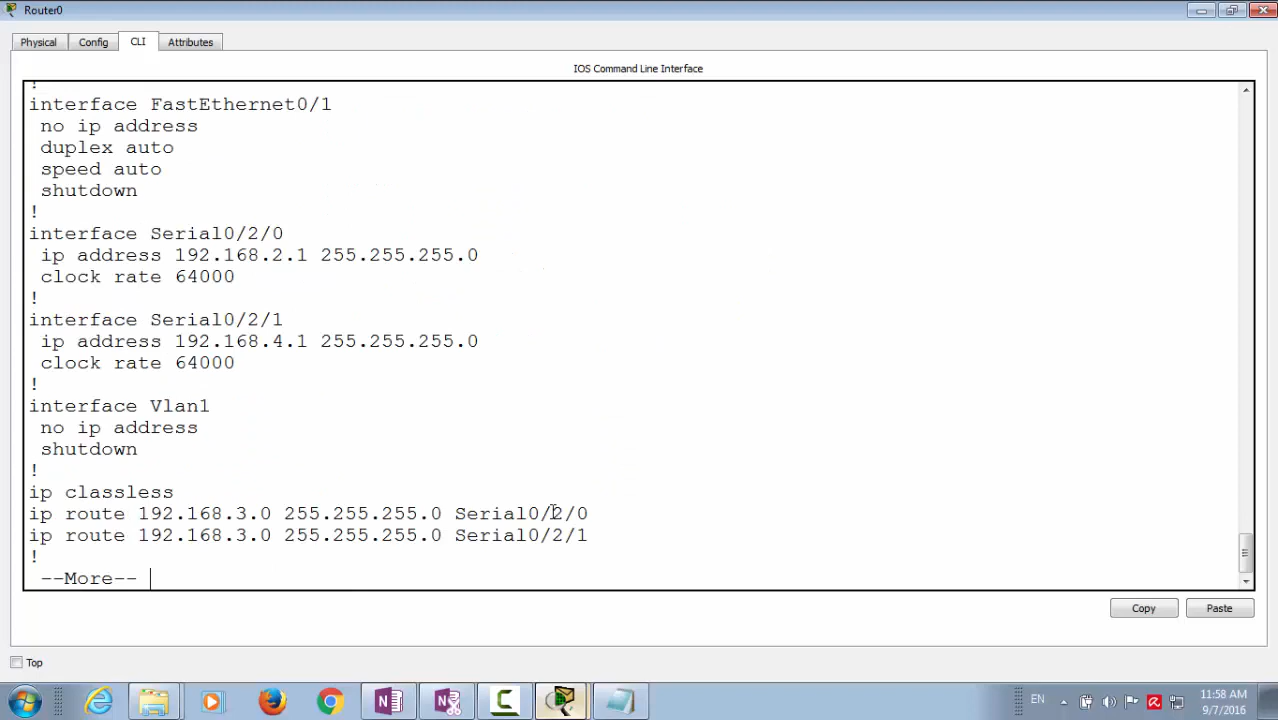 Router0
Physical Config CLI Attributes
IOS Command Line Interface
!
interface FastEthernet0/1
no ip address
duplex auto
speed auto
shutdown
!
interface Serial0/2/0
ip address 192.168.2.1 255.255.255.0
clock rate 64000
!
interface Serial0/2/1
ip address 192.168.4.1 255.255.255.0
clock rate 64000
!
interface Vlan1
no ip address
shutdown
!
ip classless
ip route 192.168.3.0 255.255.255.0 Serial0/2/0
ip route 192.168.3.0 255.255.255.0 Serial0/2/1
!
--More--
Copy Paste
Top
EN
11:58 AM
9/7/2016